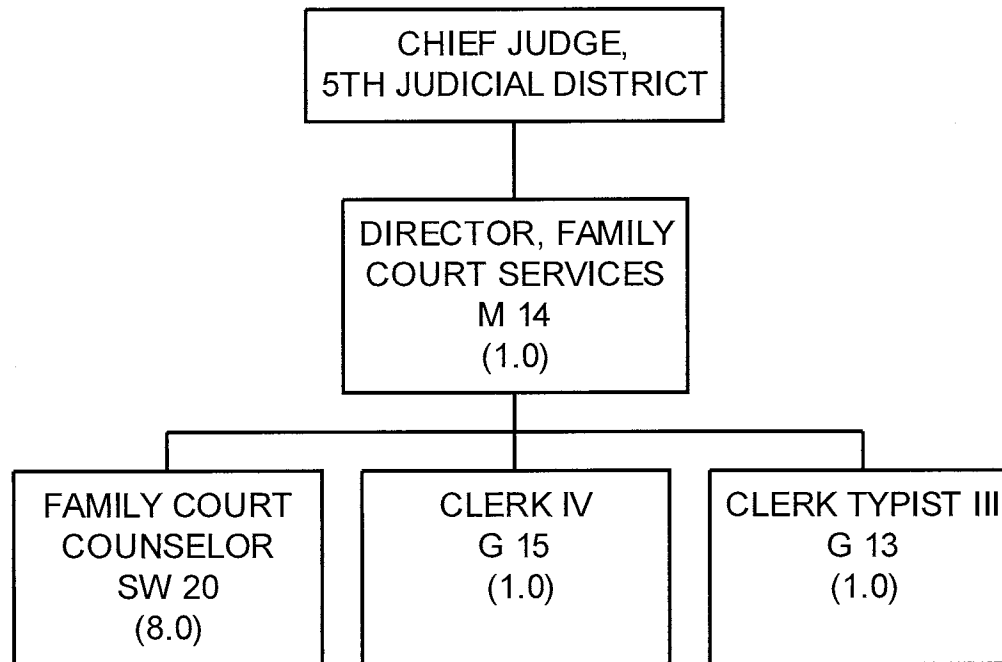 CHIEF JUDGE,
5TH JUDICIAL DISTRICT
DIRECTOR, FAMILY
COURT SERVICES
M 14
(1.0)
FAMILY COURT
COUNSELOR
SW 20
(8.0)
CLERK IV
G 15
(1.0)
CLERK TYPIST III
G 13
(1.0)